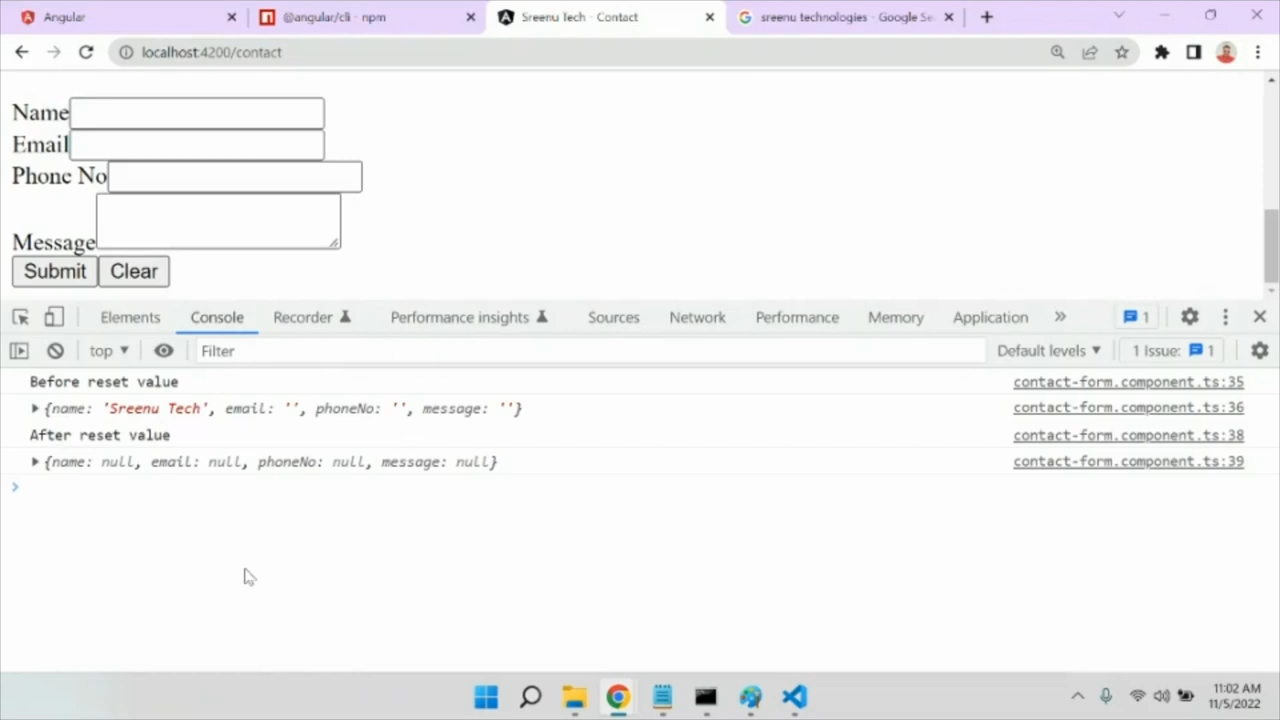 Angular
@angular/cli - npm
Sreenu Tech - Contact
sreenu technologies - Google Se
localhost:4200/contact
Name
Email
Phone No
Message
Submit Clear
Elements Console Recorder Performance insights Sources Network Performance Memory Application 1
top Filter Default levels 1 Issue: 1
Before reset value contact-form.component.ts:35
{name: 'Sreenu Tech', email: '', phoneNo: '', message: ''} contact-form.component.ts:36
After reset value contact-form.component.ts:38
{name: null, email: null, phoneNo: null, message: null} contact-form.component.ts:39
11:02 AM
11/5/2022